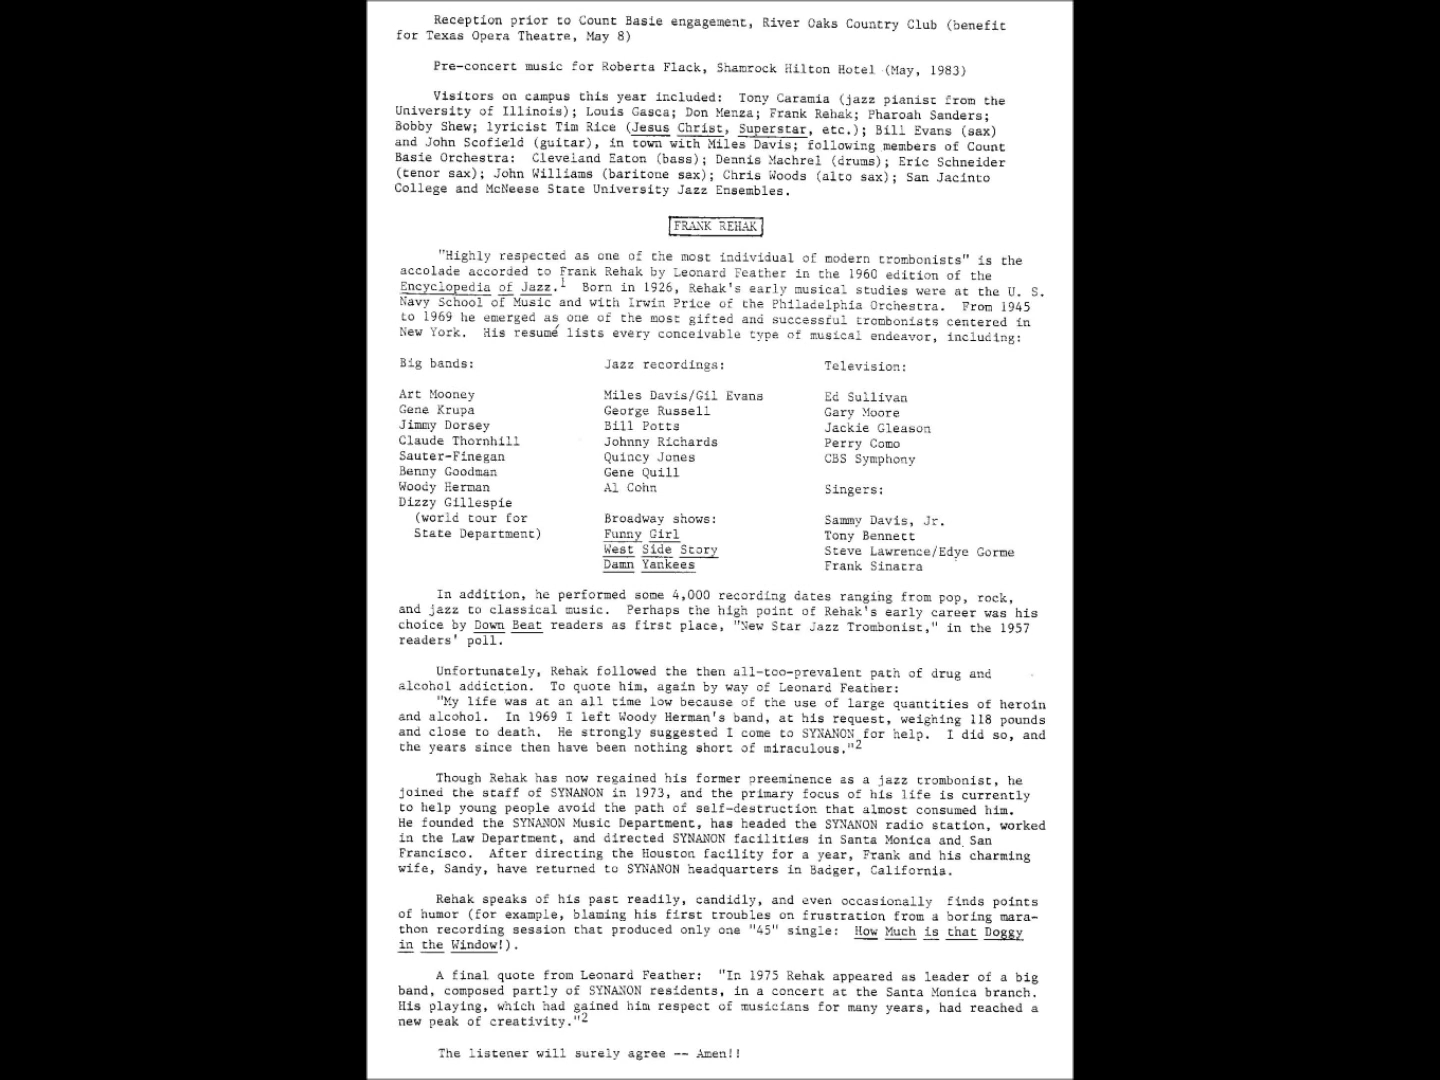 Reception prior to Count Basie engagement, River Oaks Country Club (benefit
for Texas Opera Theatre, May 8)
Pre-concert music for Roberta Flack, Shamrock Hilton Hotel (May, 1983)
Visitors on campus this year included: Tony Caramia (jazz pianist from the
University of Illinois); Louis Gasca; Don Menza; Frank Rehak; Pharoah Sanders;
Bobby Shew; lyricist Tim Rice (Jesus Christ, Superstar, etc.); Bill Evans (sax)
and John Scofield (guitar), in town with Miles Davis; following members of Count
Basie Orchestra: Cleveland Eaton (bass); Dennis Machrel (drums); Eric Schneider
(tenor sax); John Williams (baritone sax); Chris Woods (alto sax); San Jacinto
College and McNeese State University Jazz Ensembles.
FRANK REHAK
"Highly respected as one of the most individual of modern trombonists" is the
accolade accorded to Frank Rehak by Leonard Feather in the 1960 edition of the
Encyclopedia of Jazz.1 Born in 1926, Rehak's early musical studies were at the U. S.
Navy School of Music and with Irwin Price of the Philadelphia Orchestra. From 1945
to 1969 he emerged as one of the most gifted and successful trombonists centered in
New York. His resumé lists every conceivable type of musical endeavor, including:
Big bands:
Art Mooney
Gene Krupa
Jimmy Dorsey
Claude Thornhill
Sauter-Finegan
Benny Goodman
Woody Herman
Dizzy Gillespie
(world tour for
State Department)
Jazz recordings:
Miles Davis/Gil Evans
George Russell
Bill Potts
Johnny Richards
Quincy Jones
Gene Quill
Al Cohn
Broadway shows:
Funny Girl
West Side Story
Damn Yankees
Television:
Ed Sullivan
Gary Moore
Jackie Gleason
Perry Como
CBS Symphony
Singers:
Sammy Davis, Jr.
Tony Bennett
Steve Lawrence/Edye Gorme
Frank Sinatra
In addition, he performed some 4,000 recording dates ranging from pop, rock,
and jazz to classical music. Perhaps the high point of Rehak's early career was his
choice by Down Beat readers as first place, "New Star Jazz Trombonist," in the 1957
readers' poll.
Unfortunately, Rehak followed the then all-too-prevalent path of drug and
alcohol addiction. To quote him, again by way of Leonard Feather:
"My life was at an all time low because of the use of large quantities of heroin
and alcohol. In 1969 I left Woody Herman's band, at his request, weighing 118 pounds
and close to death. He strongly suggested I come to SYNANON for help. I did so, and
the years since then have been nothing short of miraculous."2
Though Rehak has now regained his former preeminence as a jazz trombonist, he
joined the staff of SYNANON in 1973, and the primary focus of his life is currently
to help young people avoid the path of self-destruction that almost consumed him.
He founded the SYNANON Music Department, has headed the SYNANON radio station, worked
in the Law Department, and directed SYNANON facilities in Santa Monica and San
Francisco. After directing the Houston facility for a year, Frank and his charming
wife, Sandy, have returned to SYNANON headquarters in Badger, California.
Rehak speaks of his past readily, candidly, and even occasionally finds points
of humor (for example, blaming his first troubles on frustration from a boring mara-
thon recording session that produced only one "45" single: How Much is that Doggy
in the Window!).
A final quote from Leonard Feather: "In 1975 Rehak appeared as leader of a big
band, composed partly of SYNANON residents, in a concert at the Santa Monica branch.
His playing, which had gained him respect of musicians for many years, had reached a
new peak of creativity."2
The listener will surely agree -- Amen!!